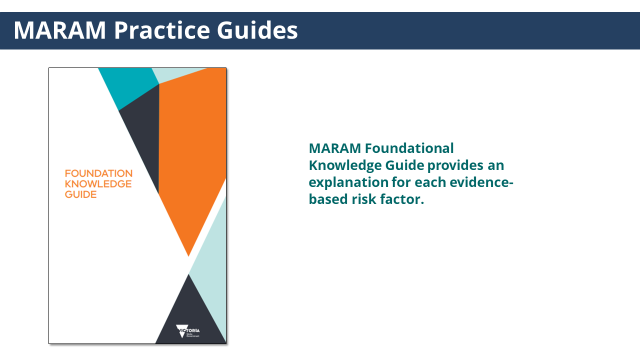 MARAM Practice Guides
FOUNDATION
KNOWLEDGE
GUIDE
MARAM Foundational
Knowledge Guide provides an
explanation for each evidence-
based risk factor.